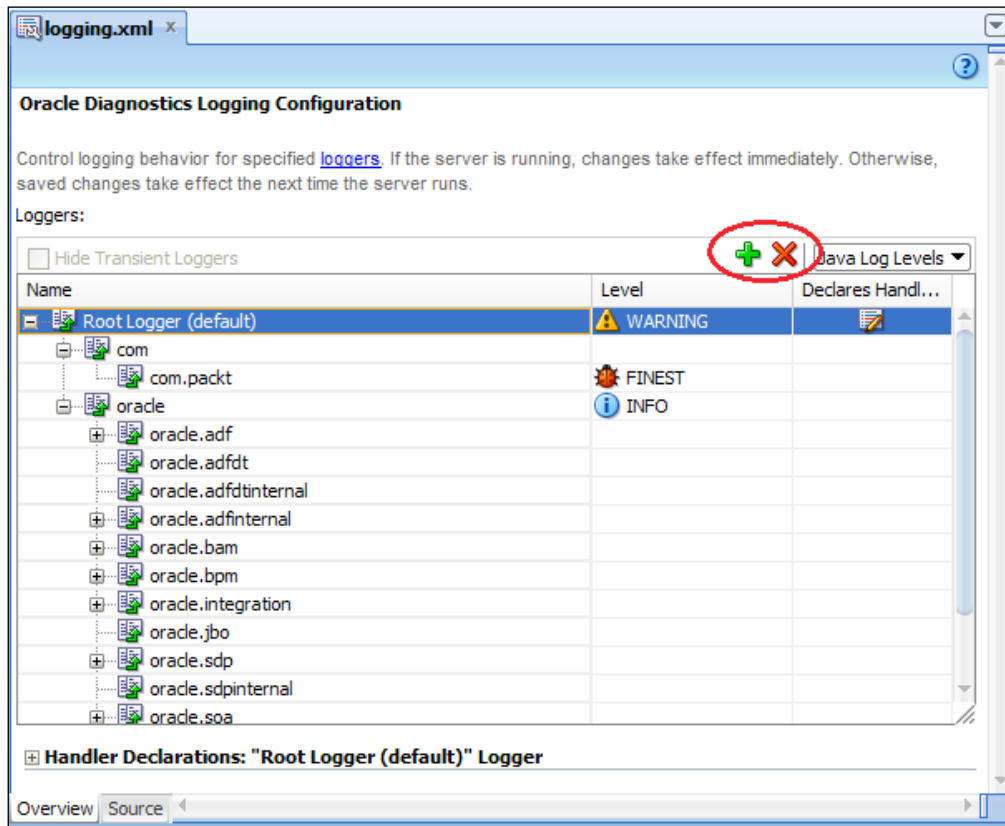 logging.xml
Oracle Diagnostics Logging Configuration
Control logging behavior for specified loggers. If the server is running, changes take effect immediately. Otherwise,
saved changes take effect the next time the server runs.
Loggers:
Hide Transient Loggers Java Log Levels
Name Level Declares Handl...
Root Logger (default) WARNING
com
com.packt FINEST
oracle INFO
oracle.adf
oracle.adfdt
oracle.adfdtinternal
oracle.adfinternal
oracle.bam
oracle.bpm
oracle.integration
oracle.jbo
oracle.sdp
oracle.sdpinternal
oracle.soa
Handler Declarations: "Root Logger (default)" Logger
Overview Source